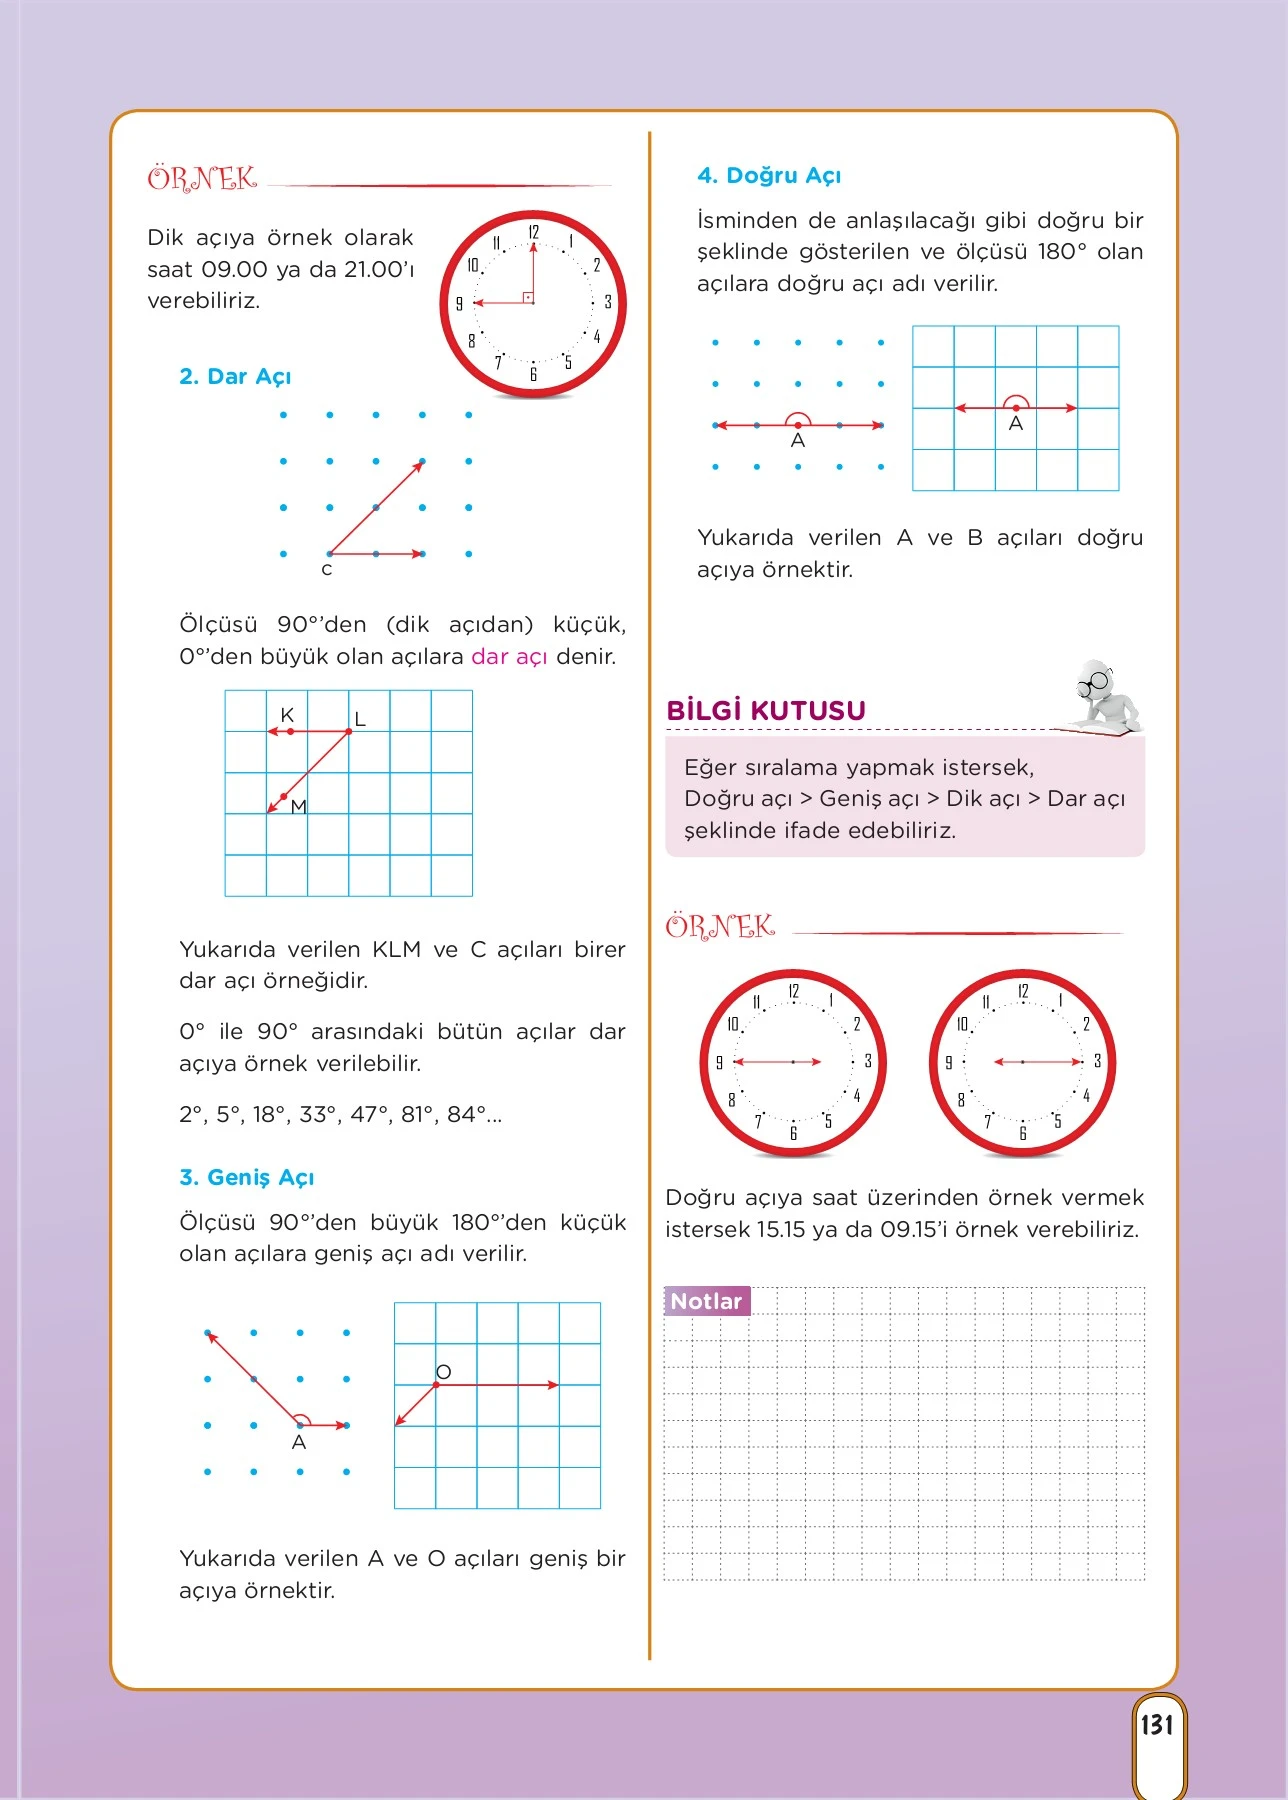 ÖRNEK
Dik açıya örnek olarak
saat 09.00 ya da 21.00’ı
verebiliriz.
12
1
2
3
4
5
6
7
8
9
10
11
2. Dar Açı
c
Ölçüsü 90°’den (dik açıdan) küçük,
0°’den büyük olan açılara dar açı denir.
K
L
M
Yukarıda verilen KLM ve C açıları birer
dar açı örneğidir.
0° ile 90° arasındaki bütün açılar dar
açıya örnek verilebilir.
2°, 5°, 18°, 33°, 47°, 81°, 84°...
3. Geniş Açı
Ölçüsü 90°’den büyük 180°’den küçük
olan açılara geniş açı adı verilir.
A
O
Yukarıda verilen A ve O açıları geniş bir
açıya örnektir.
4. Doğru Açı
İsminden de anlaşılacağı gibi doğru bir
şeklinde gösterilen ve ölçüsü 180° olan
açılara doğru açı adı verilir.
A
A
Yukarıda verilen A ve B açıları doğru
açıya örnektir.
BİLGİ KUTUSU
Eğer sıralama yapmak istersek,
Doğru açı > Geniş açı > Dik açı > Dar açı
şeklinde ifade edebiliriz.
ÖRNEK
12
1
2
3
4
5
6
7
8
9
10
11
12
1
2
3
4
5
6
7
8
9
10
11
Doğru açıya saat üzerinden örnek vermek
istersek 15.15 ya da 09.15’i örnek verebiliriz.
Notlar
131